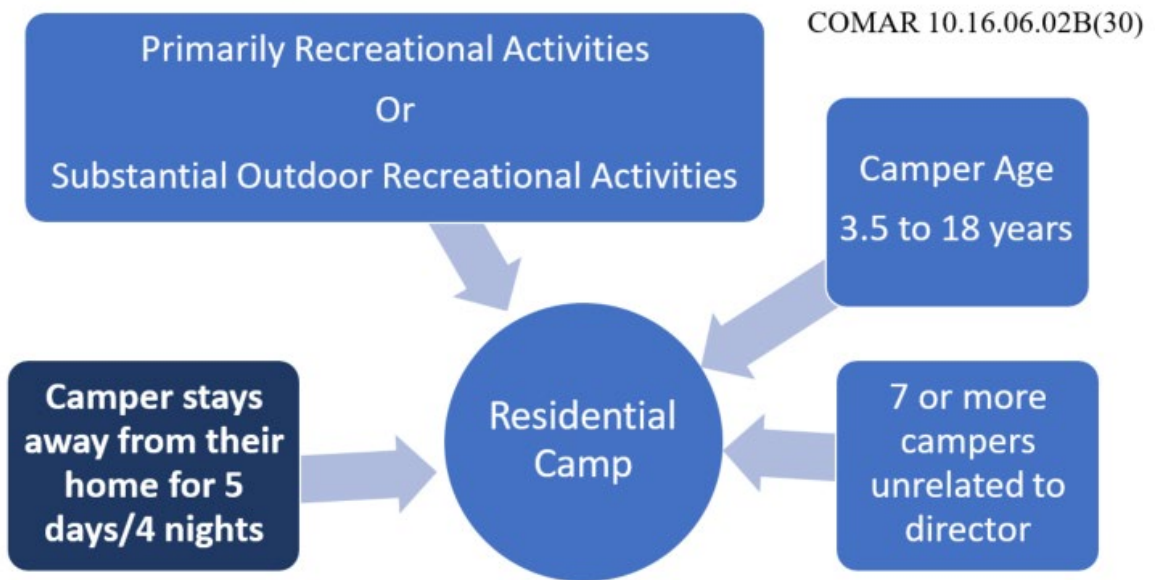 COMAR 10.16.06.02B(30)
Primarily Recreational Activities
Or
Substantial Outdoor Recreational Activities
Camper Age
3.5 to 18 years
Camper stays
away from their
home for 5
days/4 nights
Residential
Camp
7 or more
campers
unrelated to
director